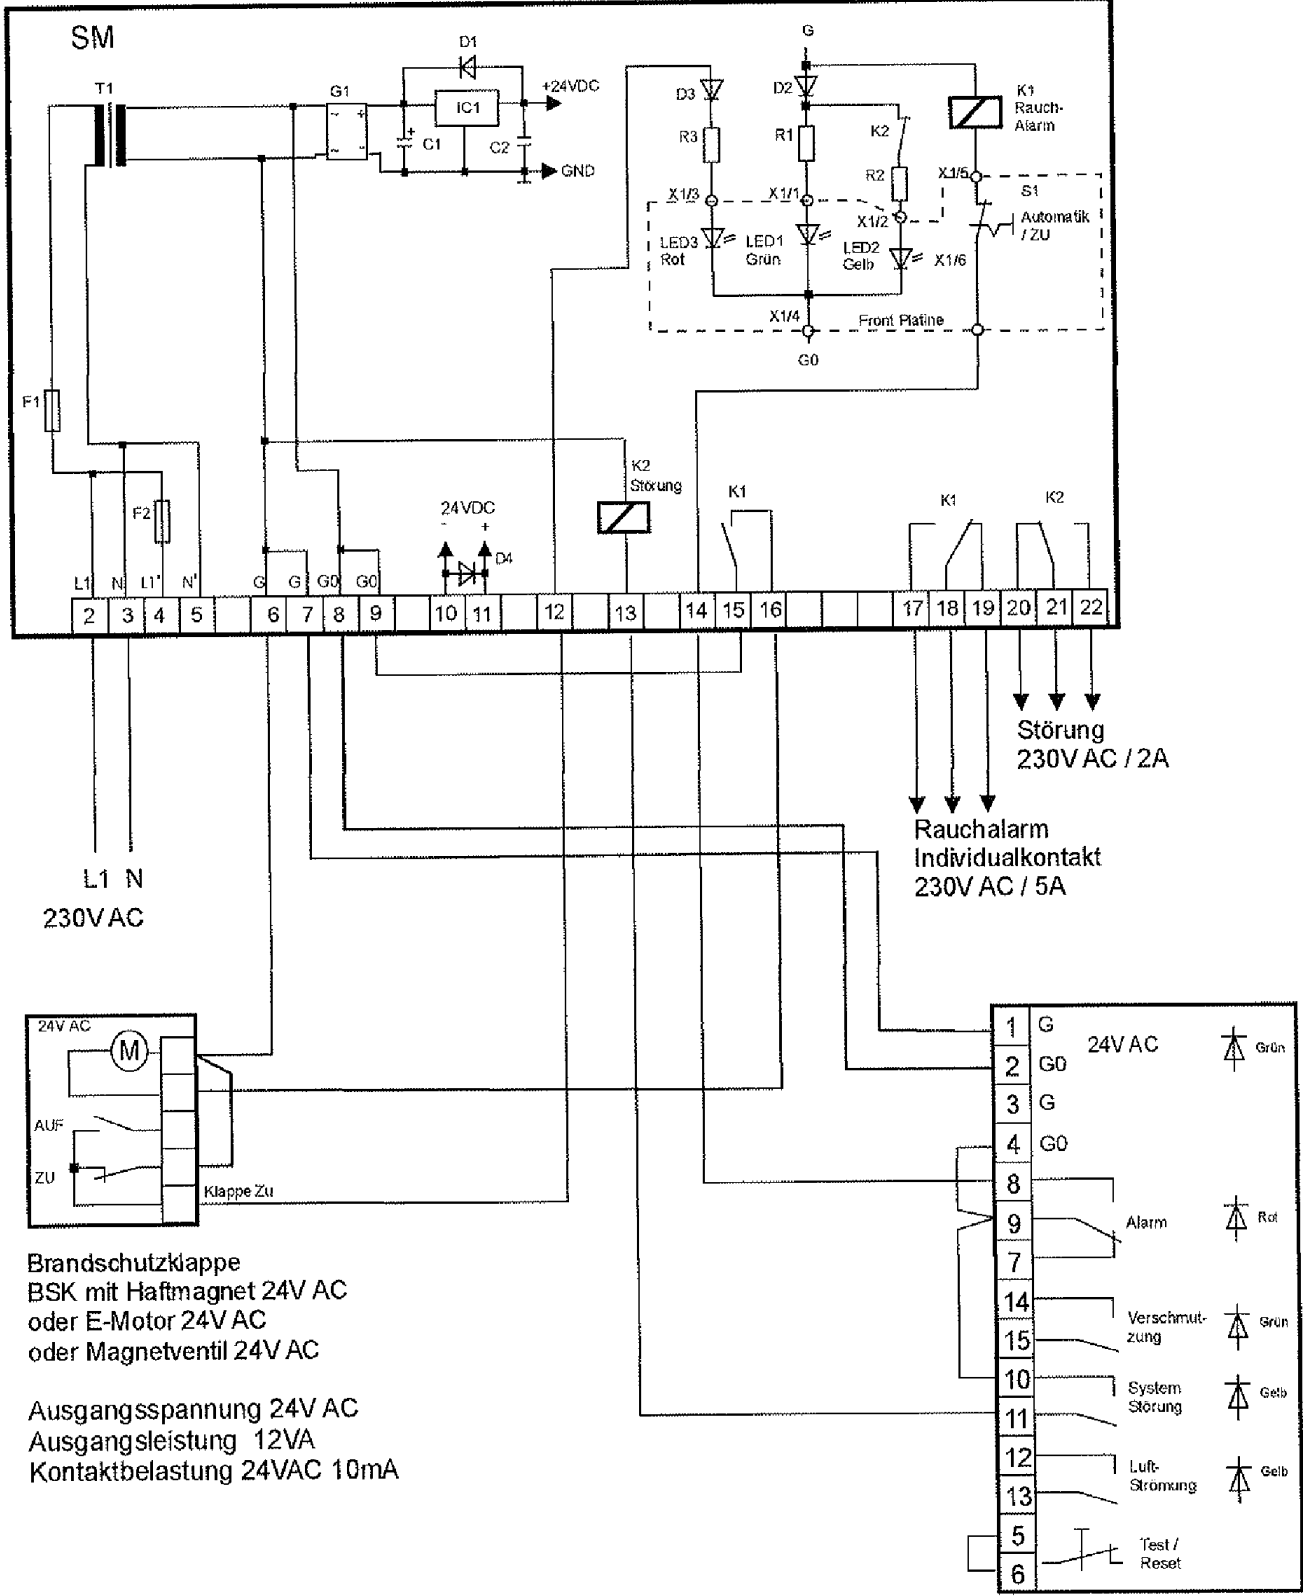 SM
T1
G1
D1
IC1
+24VDC
C1
C2
GND
G
D3
D2
K1
Rauch-
Alarm
R3
R1
K2
R2
X1/3
X1/1
X1/2
X1/5
S1
Automatik
/ ZU
LED3
Rot
LED1
Grün
LED2
Gelb
X1/6
X1/4
Front Platine
G0
F1
F2
K2
Störung
24VDC
- +
D4
K1
K1
K2
L1 N L1' N' G G G0 G0
2 3 4 5 6 7 8 9 10 11 12 13 14 15 16 17 18 19 20 21 22
Störung
230V AC / 2A
Rauchalarm
Individualkontakt
230V AC / 5A
L1 N
230V AC
24V AC
M
AUF
ZU
Klappe Zu
Brandschutzklappe
BSK mit Haftmagnet 24V AC
oder E-Motor 24V AC
oder Magnetventil 24V AC
Ausgangsspannung 24V AC
Ausgangsleistung 12VA
Kontaktbelastung 24VAC 10mA
1 G
24V AC
Grün
2 G0
3 G
4 G0
8
9
Alarm
Rot
7
14
Verschmut-
zung
Grün
15
10
System
Störung
Gelb
11
12
Luft-
Strömung
Gelb
13
5
Test /
Reset
6